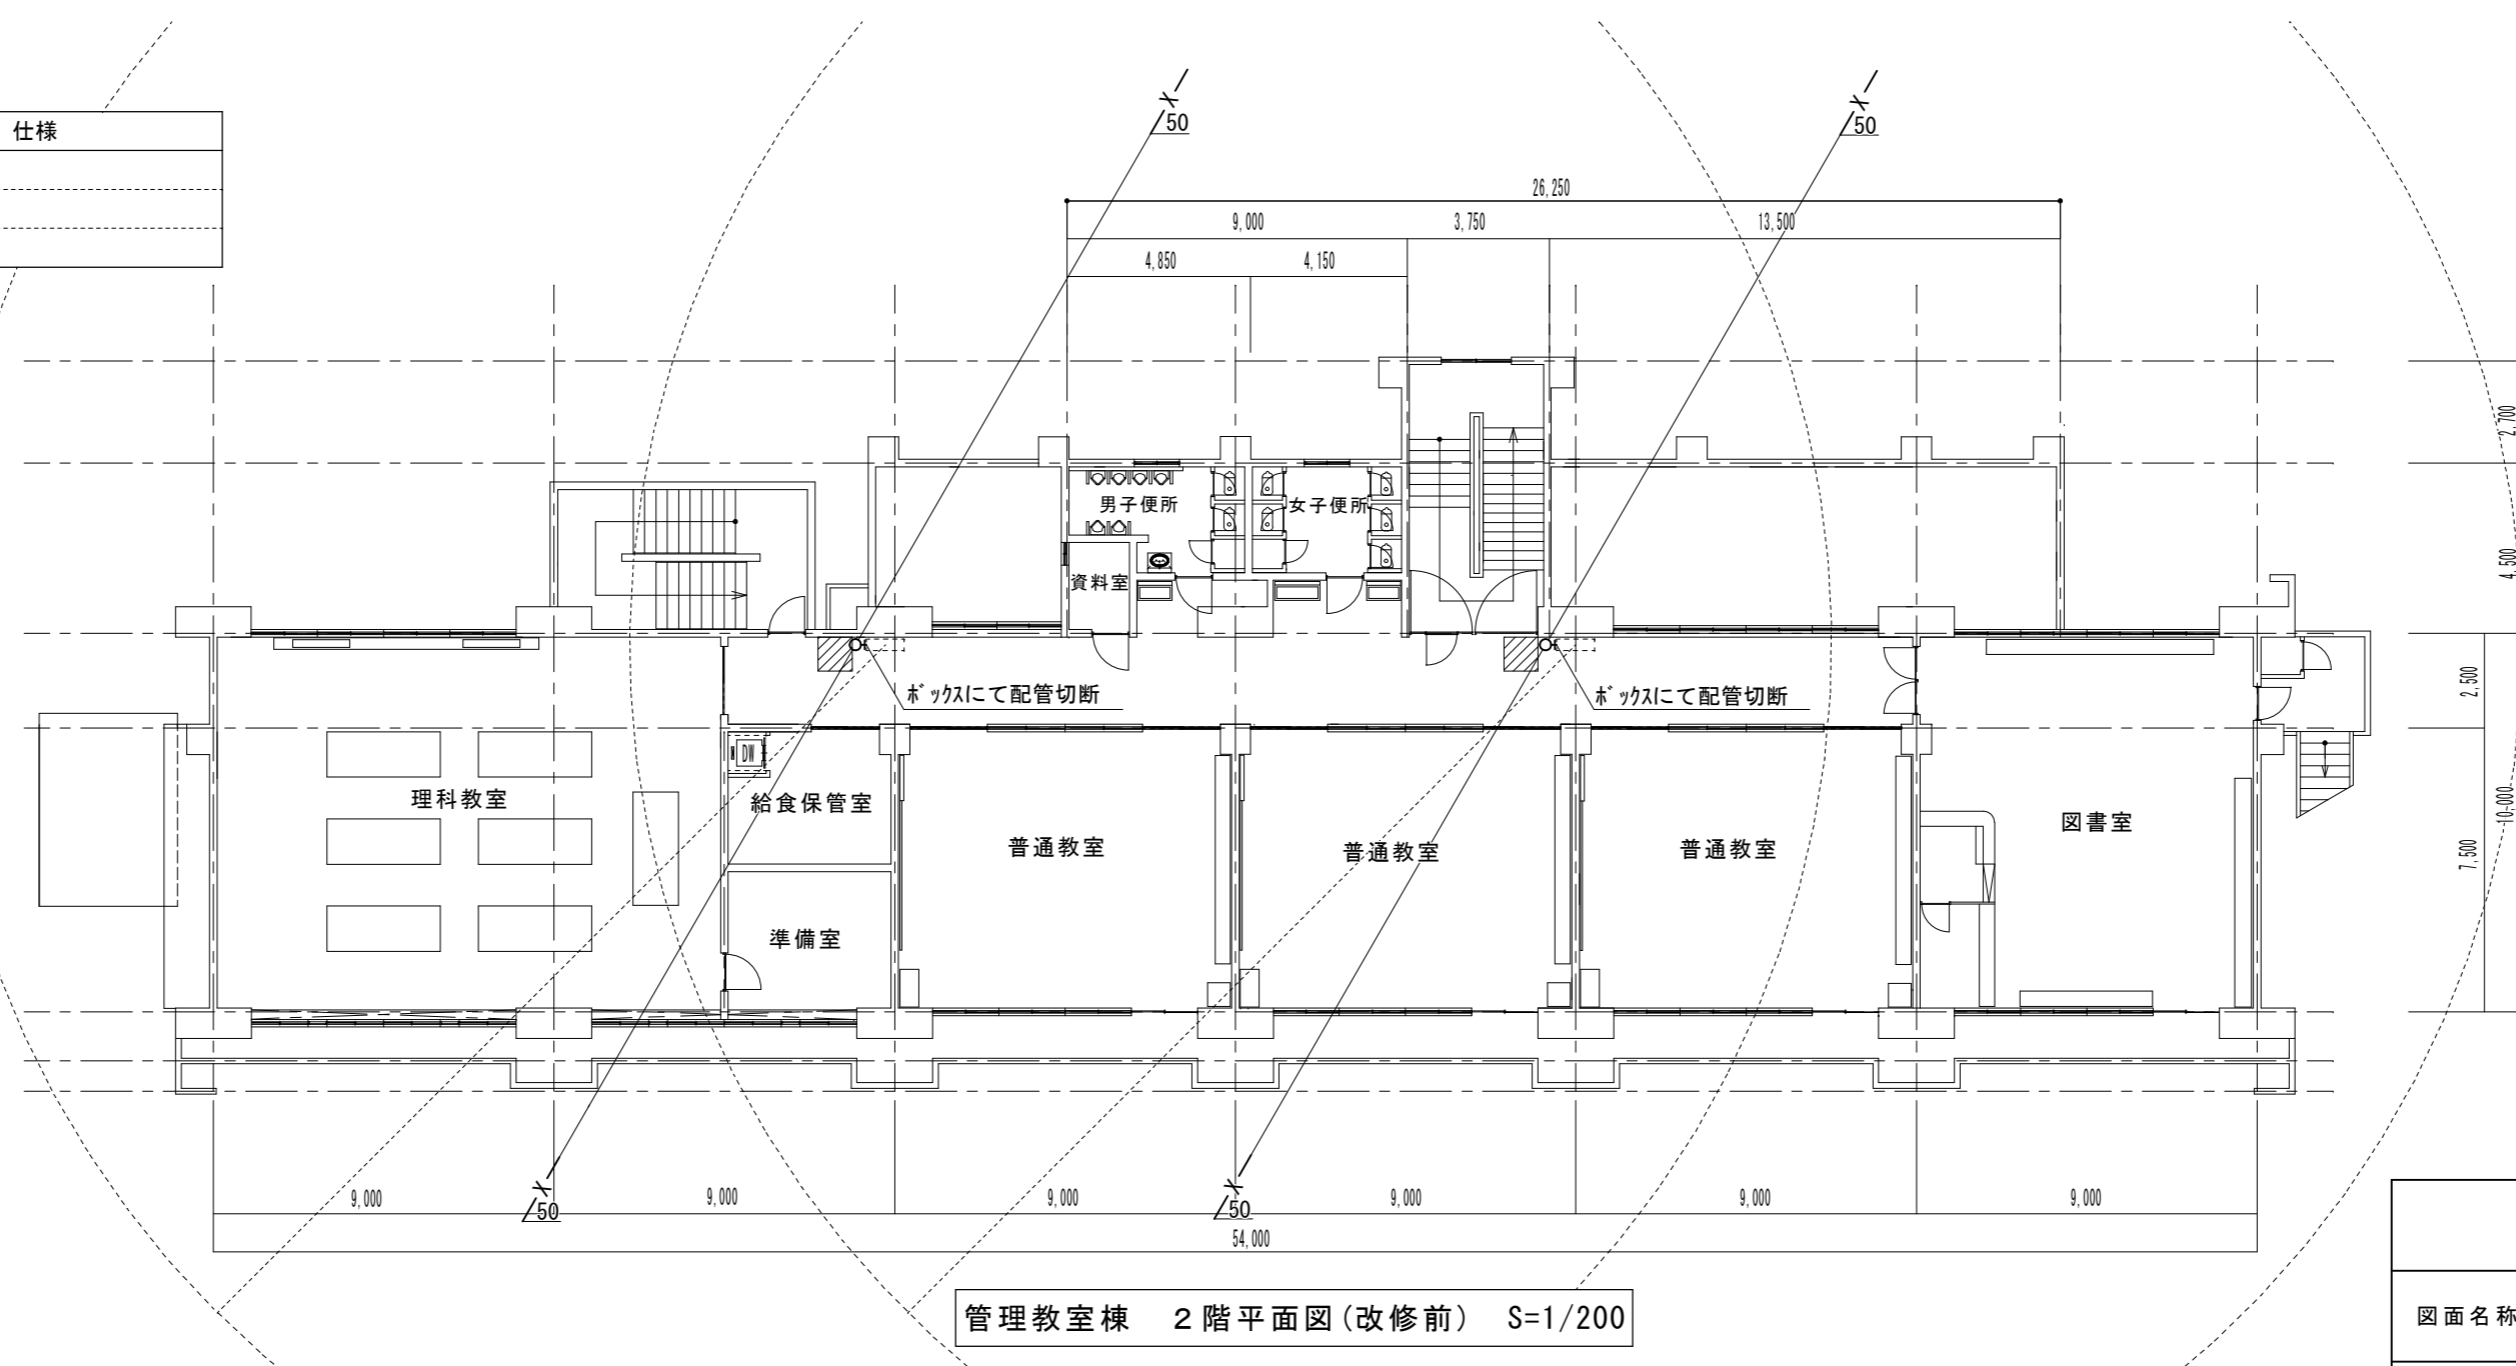 仕様
X
50
X
50
26,250
9,000
3,750
13,500
4,850
4,150
2,700
4,500
男子便所
女子便所
資料室
ボックスにて配管切断
ボックスにて配管切断
2,500
DW
理科教室
給食保管室
普通教室
普通教室
普通教室
図書室
10,000
7,500
準備室
X
50
X
50
9,000
9,000
9,000
9,000
9,000
9,000
54,000
管理教室棟 2階平面図(改修前) S=1/200
図面名称